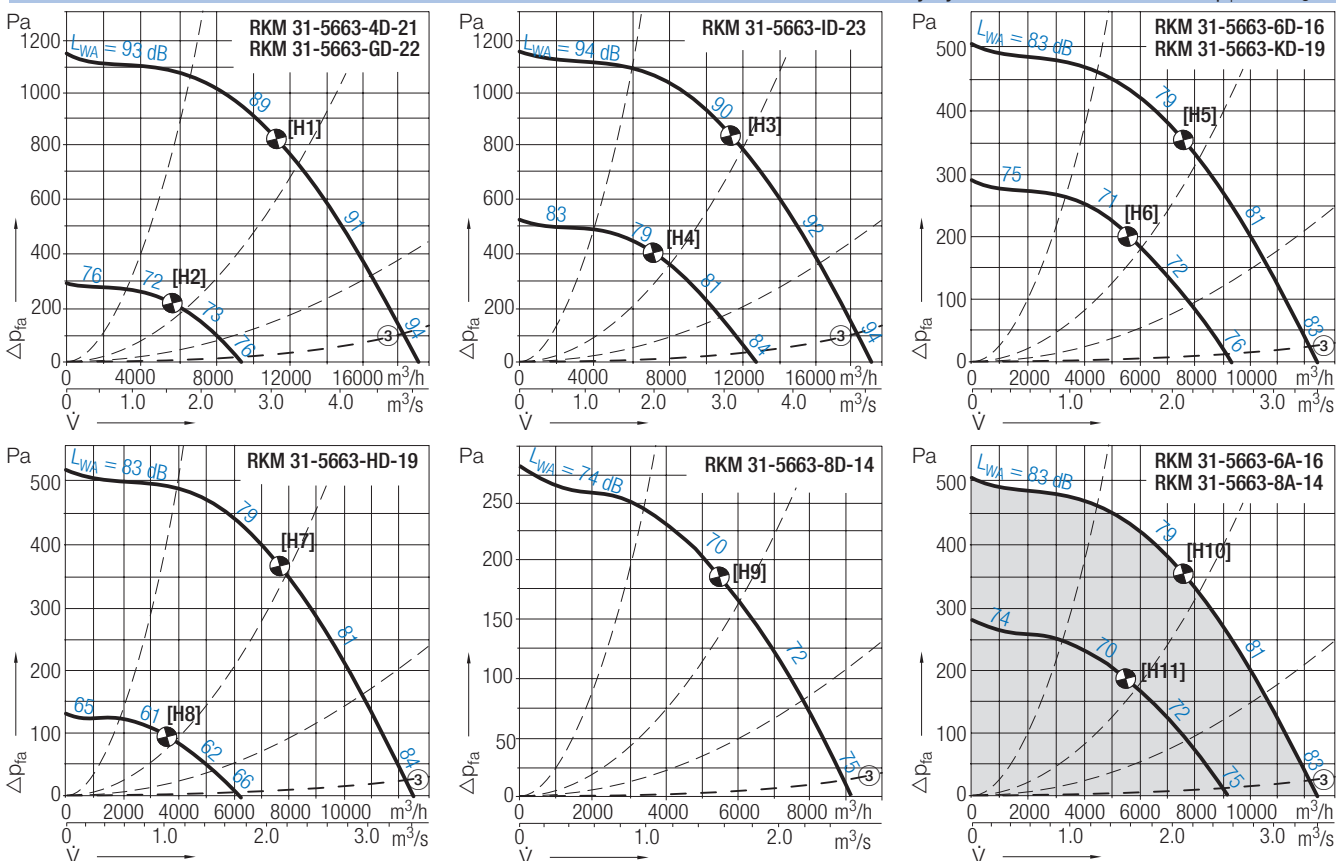 Pa
RKM 31-5663-4D-21
RKM 31-5663-GD-22
LWA = 93 dB
1200
1000
800
600
400
200
0
89
[H1]
91
94
76
72
[H2]
73
76
3
Δpfa
0 4000 8000 12000 16000 m³/h
0 1.0 2.0 3.0 4.0 m³/s
V̇
Pa
RKM 31-5663-ID-23
LWA = 94 dB
1200
1000
800
600
400
200
0
90
[H3]
92
94
83
79
[H4]
81
84
3
Δpfa
0 4000 8000 12000 16000 m³/h
0 1.0 2.0 3.0 4.0 m³/s
V̇
Pa
RKM 31-5663-6D-16
RKM 31-5663-KD-19
LWA = 83 dB
500
400
300
200
100
0
79
[H5]
81
83
75
71
[H6]
72
76
3
Δpfa
0 2000 4000 6000 8000 10000 m³/h
0 1.0 2.0 3.0 m³/s
V̇
Pa
RKM 31-5663-HD-19
LWA = 83 dB
500
400
300
200
100
0
79
[H7]
81
84
65
61
[H8]
62
66
3
Δpfa
0 2000 4000 6000 8000 10000 m³/h
0 1.0 2.0 3.0 m³/s
V̇
Pa
RKM 31-5663-8D-14
LWA = 74 dB
250
200
150
100
50
0
70
[H9]
72
75
3
Δpfa
0 2000 4000 6000 8000 m³/h
0 1.0 2.0 m³/s
V̇
Pa
RKM 31-5663-6A-16
RKM 31-5663-8A-14
LWA = 83 dB
500
400
300
200
100
0
79
[H10]
81
83
74
70
[H11]
72
75
3
Δpfa
0 2000 4000 6000 8000 10000 m³/h
0 1.0 2.0 3.0 m³/s
V̇